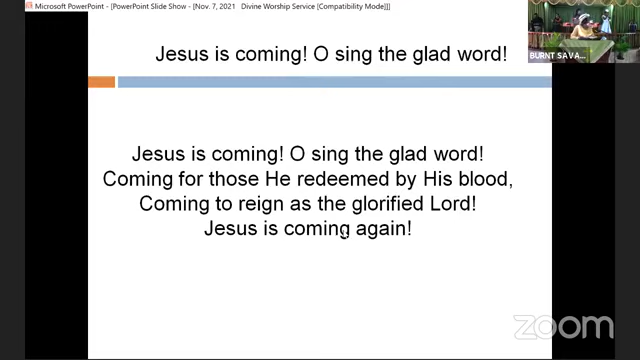 Microsoft PowerPoint - [PowerPoint Slide Show - [Nov. 7, 2021 Divine Worship Service [Compatibility Mode]]]
Jesus is coming! O sing the glad word!
BURNT SAVA...
Jesus is coming! O sing the glad word!
Coming for those He redeemed by His blood,
Coming to reign as the glorified Lord!
Jesus is coming again!
zoom